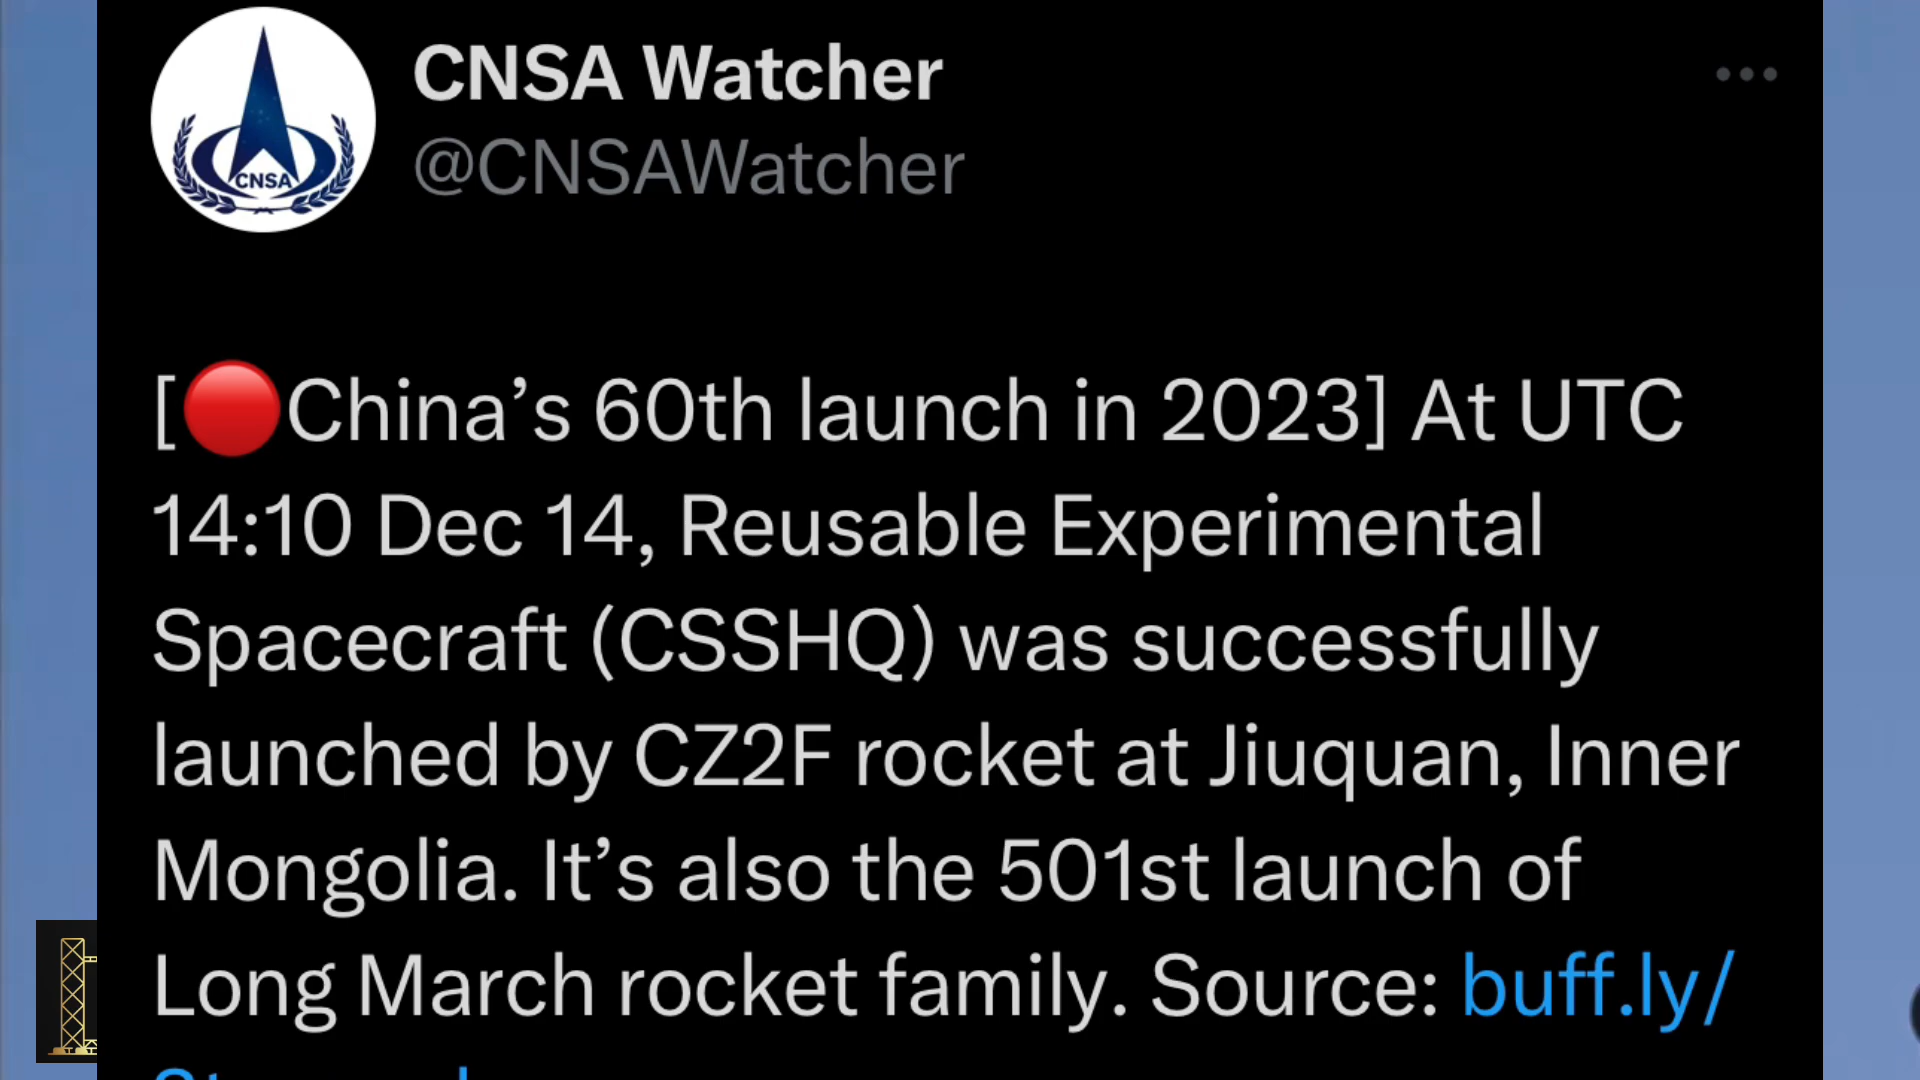 CNSA
CNSA Watcher
@CNSAWatcher
[🔴China’s 60th launch in 2023] At UTC
14:10 Dec 14, Reusable Experimental
Spacecraft (CSSHQ) was successfully
launched by CZ2F rocket at Jiuquan, Inner
Mongolia. It’s also the 501st launch of
Long March rocket family. Source: buff.ly/